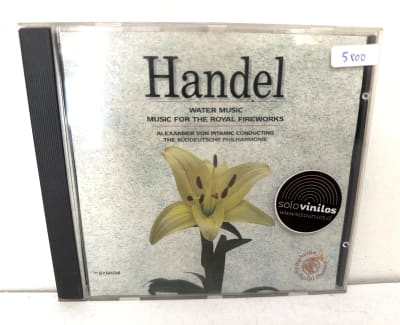 5800
Handel
WATER MUSIC
MUSIC FOR THE ROYAL FIREWORKS
ALEXANDER VON PITAMIC CONDUCTING
THE SÜDDEUTSCHE PHILHARMONIE
solovinilos